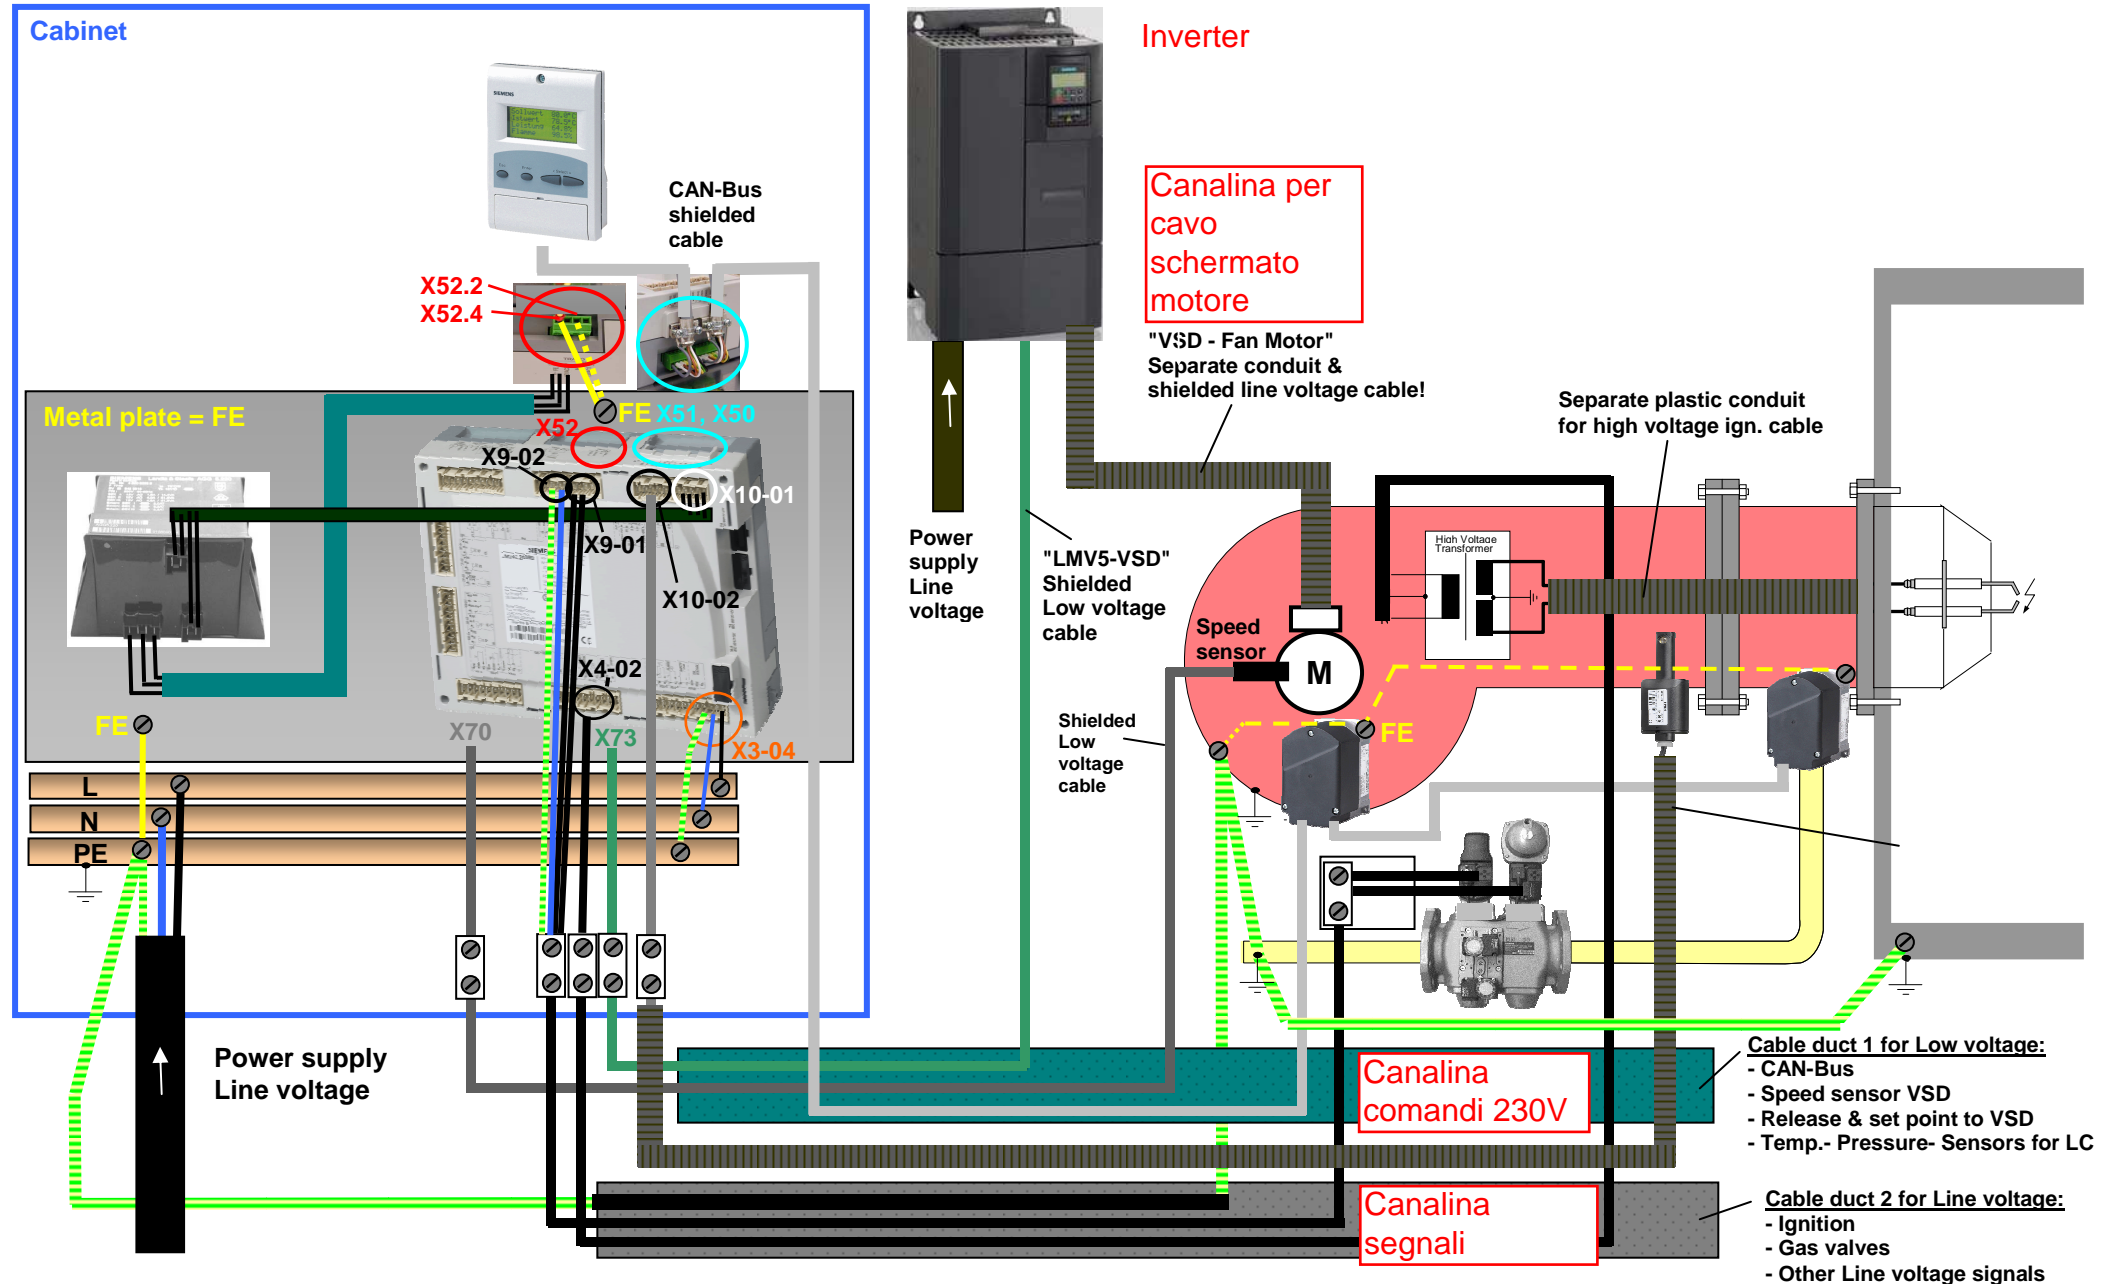 Cabinet
Inverter
SIEMENS
Sollwert
Istwert
Leistung
Flamme
CAN-Bus
shielded
cable
Canalina per
cavo
schermato
motore
X52.2
X52.4
"VSD - Fan Motor"
Separate conduit &
shielded line voltage cable!
Separate plastic conduit
for high voltage ign. cable
Metal plate = FE
FE
X51, X50
X52
X9-02
X10-01
X9-01
X10-02
Power
supply
Line
voltage
"LMV5-VSD"
Shielded
Low voltage
cable
High Voltage
Transformer
Speed
sensor
M
X4-02
FE
X70
X73
X3-04
Shielded
Low
voltage
cable
FE
L
N
PE
Power supply
Line voltage
Canalina
comandi 230V
Cable duct 1 for Low voltage:
- CAN-Bus
- Speed sensor VSD
- Release & set point to VSD
- Temp.- Pressure- Sensors for LC
Canalina
segnali
Cable duct 2 for Line voltage:
- Ignition
- Gas valves
- Other Line voltage signals